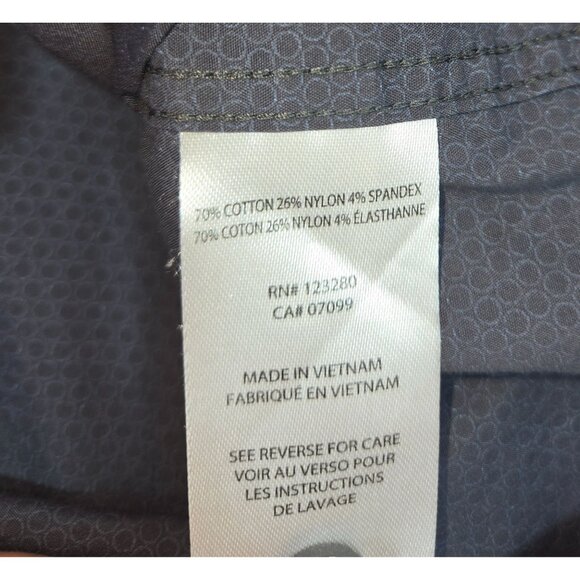 70% COTTON 26% NYLON 4% SPANDEX
70% COTON 26% NYLON 4% ÉLASTHANNE
RN# 123280
CA# 07099
MADE IN VIETNAM
FABRIQUÉ EN VIETNAM
SEE REVERSE FOR CARE
VOIR AU VERSO POUR
LES INSTRUCTIONS
DE LAVAGE